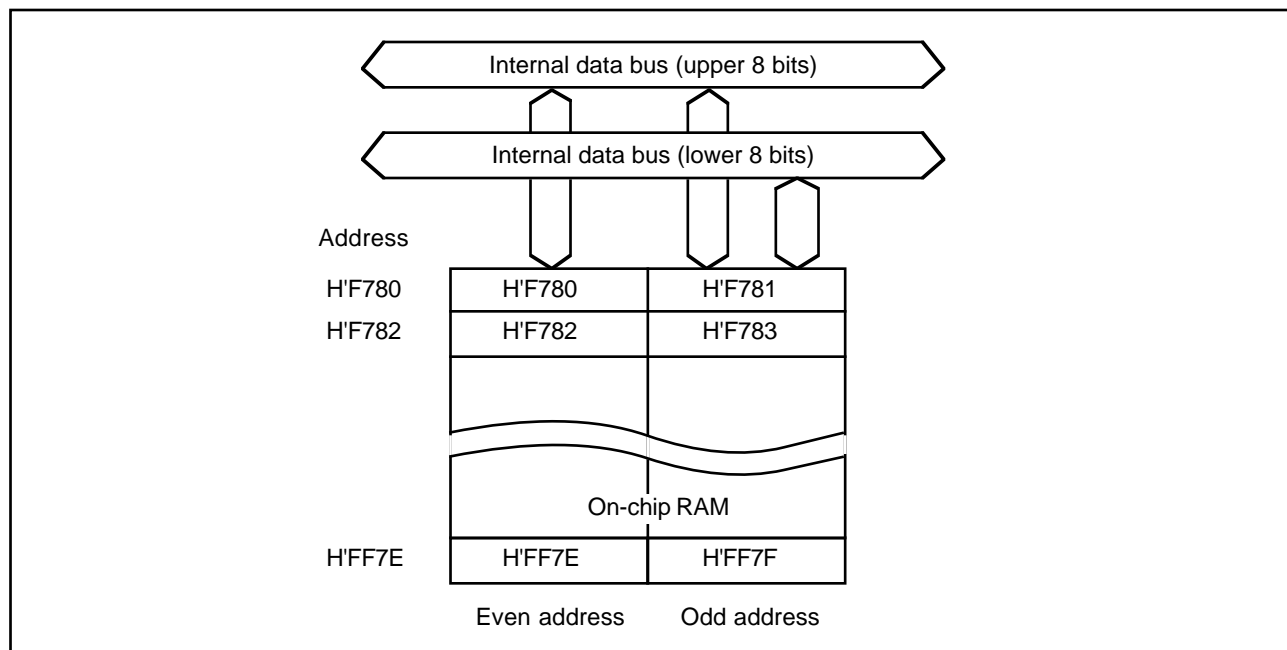 Internal data bus (upper 8 bits)
Internal data bus (lower 8 bits)
Address
H'F780 H'F780 H'F781
H'F782 H'F782 H'F783
On-chip RAM
H'FF7E H'FF7E H'FF7F
Even address Odd address